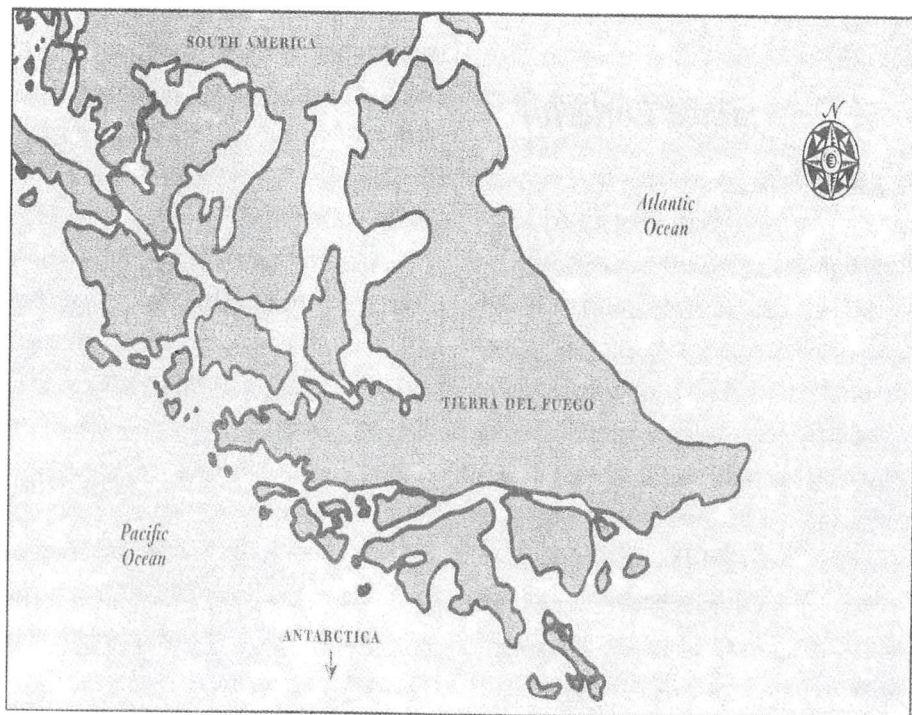 SOUTH AMERICA
N
Atlantic
Ocean
TIERRA DEL FUEGO
Pacific
Ocean
ANTARCTICA